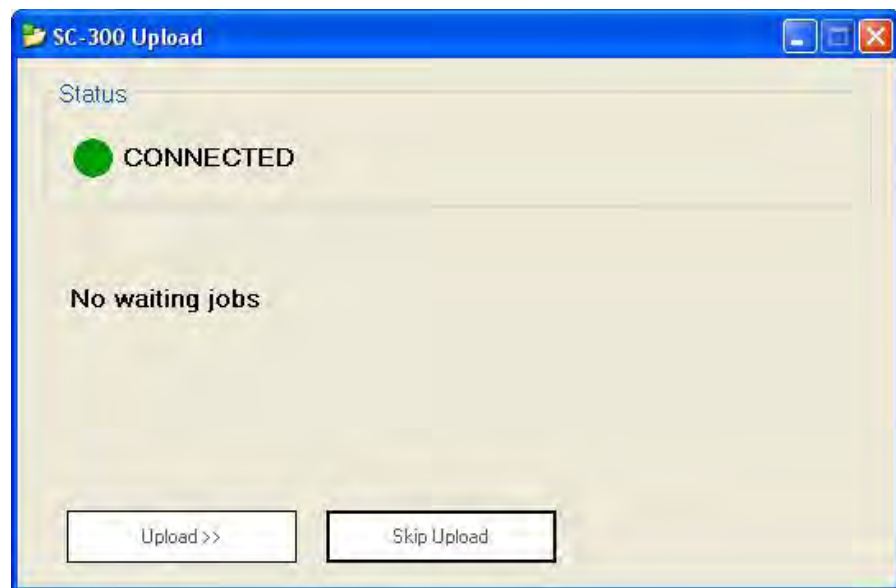 SC-300 Upload
Status
CONNECTED
No waiting jobs
Upload >>
Skip Upload